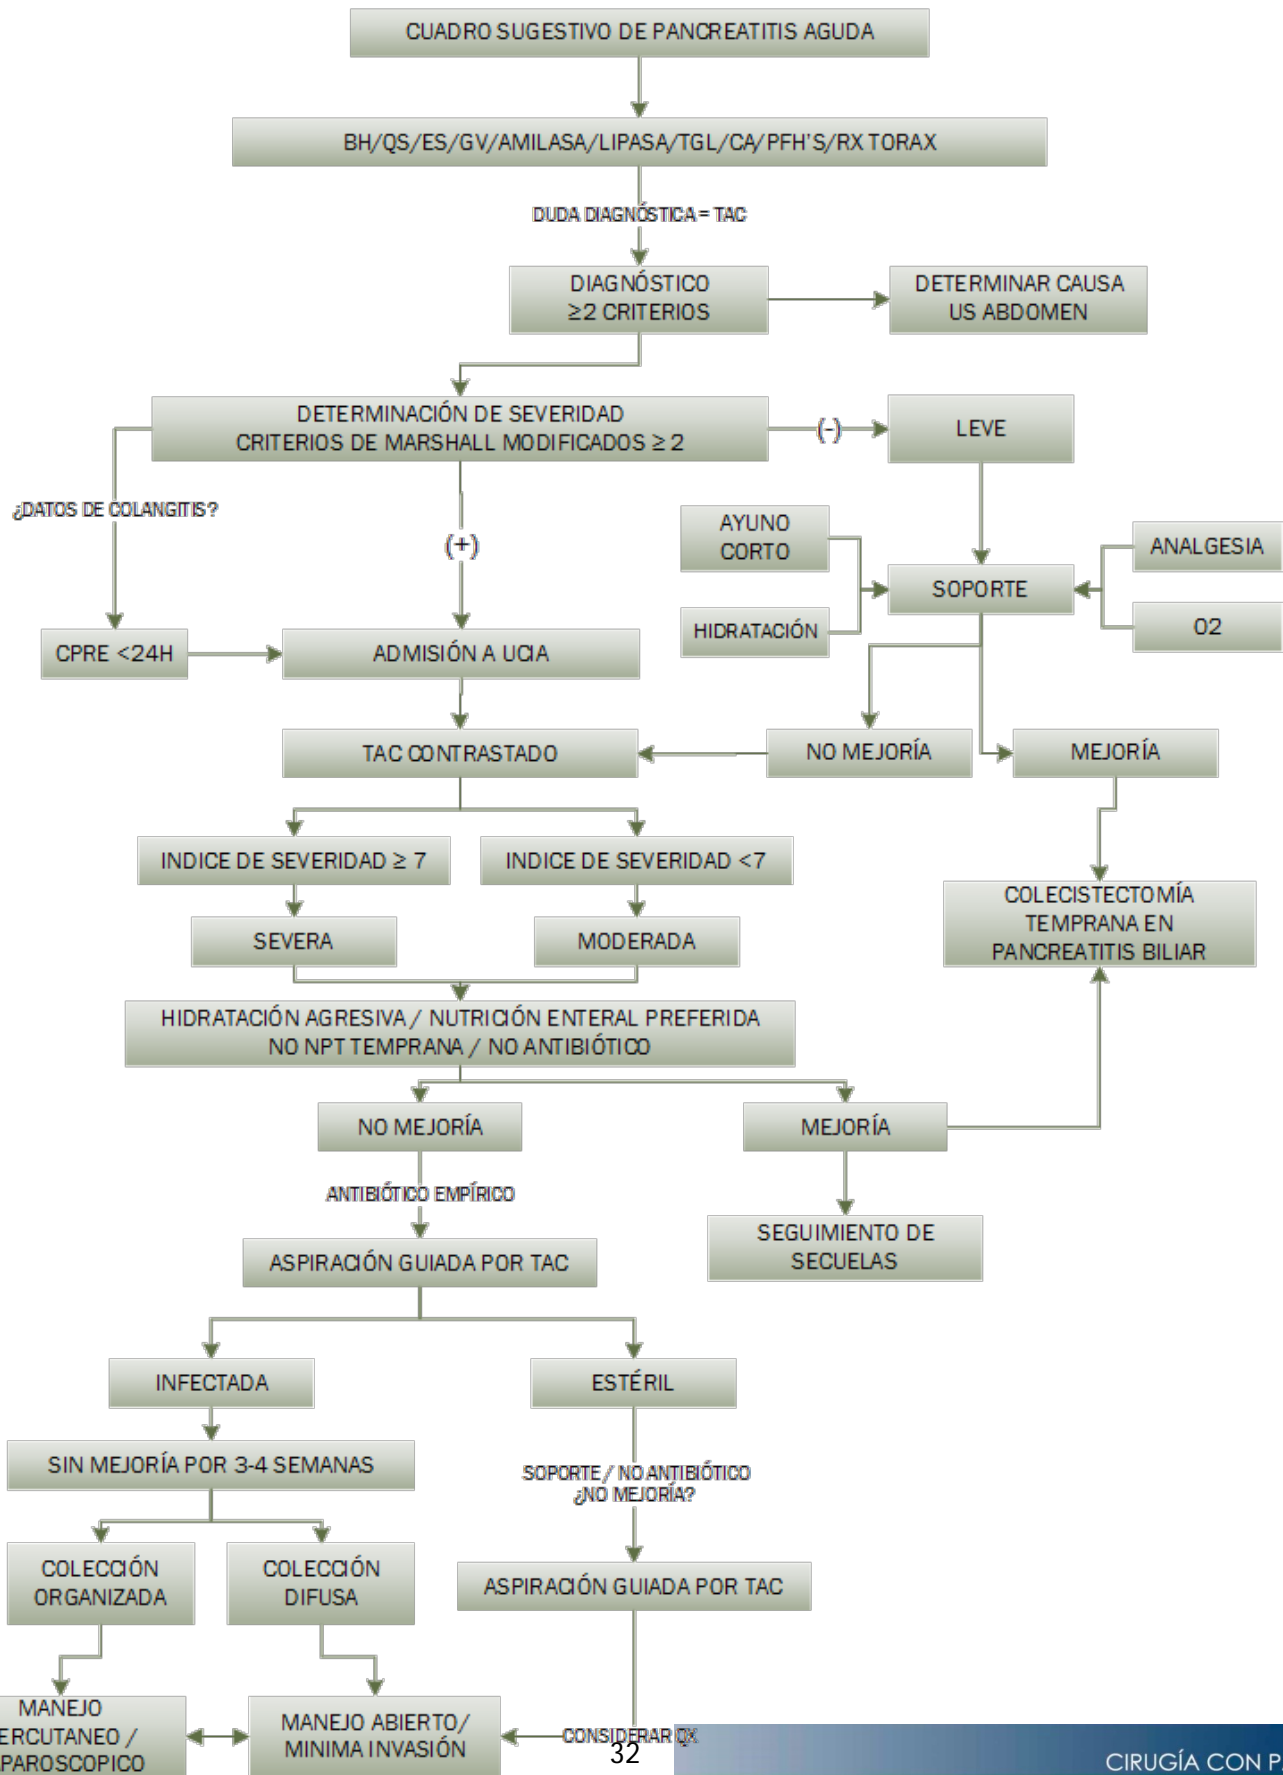 CUADRO SUGESTIVO DE PANCREATITIS AGUDA
BH/QS/ES/GV/AMILASA/LIPASA/TGL/CA/PFH'S/RX TORAX
DUDA DIAGNÓSTICA = TAC
DIAGNÓSTICO
≥2 CRITERIOS
DETERMINAR CAUSA
US ABDOMEN
DETERMINACIÓN DE SEVERIDAD
CRITERIOS DE MARSHALL MODIFICADOS ≥ 2
(-)
LEVE
¿DATOS DE COLANGITIS?
(+)
AYUNO
CORTO
HIDRATACIÓN
SOPORTE
ANALGESIA
O2
CPRE <24H
ADMISIÓN A UCIA
TAC CONTRASTADO
NO MEJORÍA
MEJORÍA
INDICE DE SEVERIDAD ≥ 7
INDICE DE SEVERIDAD <7
COLECISTECTOMÍA
TEMPRANA EN
PANCREATITIS BILIAR
SEVERA
MODERADA
HIDRATACIÓN AGRESIVA / NUTRICIÓN ENTERAL PREFERIDA
NO NPT TEMPRANA / NO ANTIBIÓTICO
NO MEJORÍA
MEJORÍA
ANTIBIÓTICO EMPÍRICO
SEGUIMIENTO DE
SECUELAS
ASPIRACIÓN GUIADA POR TAC
INFECTADA
ESTÉRIL
SIN MEJORÍA POR 3-4 SEMANAS
SOPORTE / NO ANTIBIÓTICO
¿NO MEJORÍA?
COLECCIÓN
ORGANIZADA
COLECCIÓN
DIFUSA
ASPIRACIÓN GUIADA POR TAC
MANEJO
ERCUTANEO /
PAROSCOPICO
MANEJO ABIERTO/
MINIMA INVASIÓN
CONSIDERAR QX
32
CIRUGÍA CON P